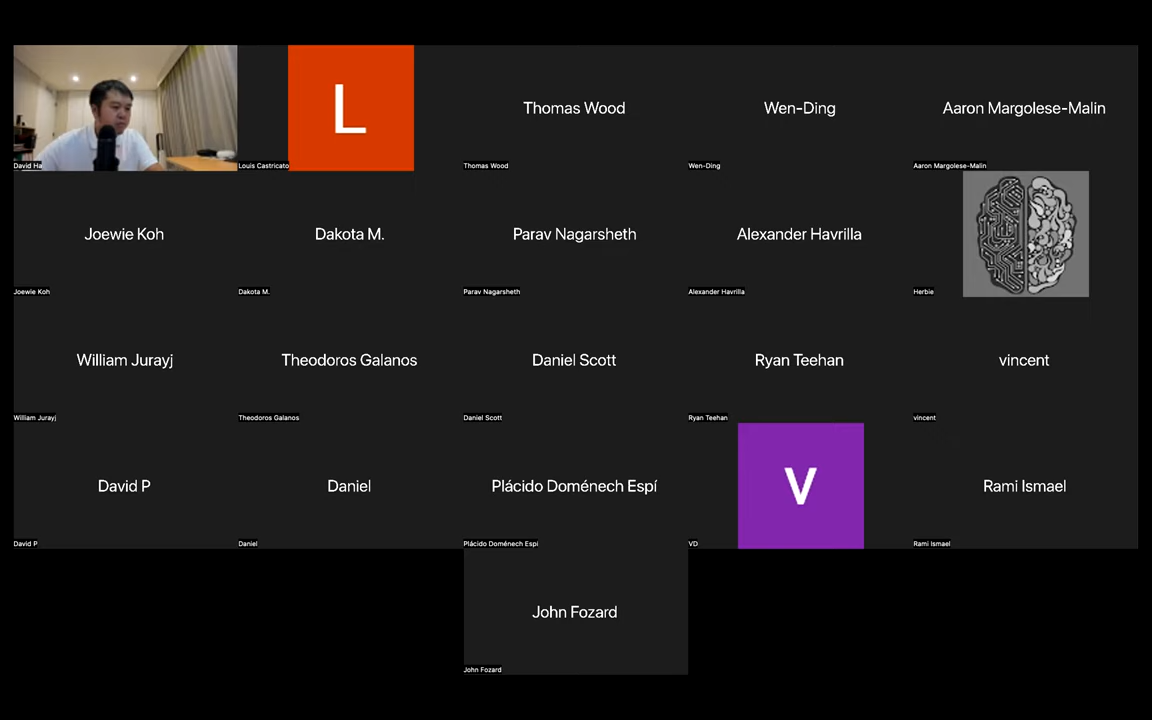 David Ha
L
Louis Castricato
Thomas Wood
Thomas Wood
Wen-Ding
Wen-Ding
Aaron Margolese-Malin
Aaron Margolese-Malin
Joewie Koh
Joewie Koh
Dakota M.
Dakota M.
Parav Nagarsheth
Parav Nagarsheth
Alexander Havrilla
Alexander Havrilla
Herbie
William Jurayj
William Jurayj
Theodoros Galanos
Theodoros Galanos
Daniel Scott
Daniel Scott
Ryan Teehan
Ryan Teehan
vincent
vincent
David P
David P
Daniel
Daniel
Plácido Doménech Espí
Plácido Doménech Espí
V
VD
Rami Ismael
Rami Ismael
John Fozard
John Fozard